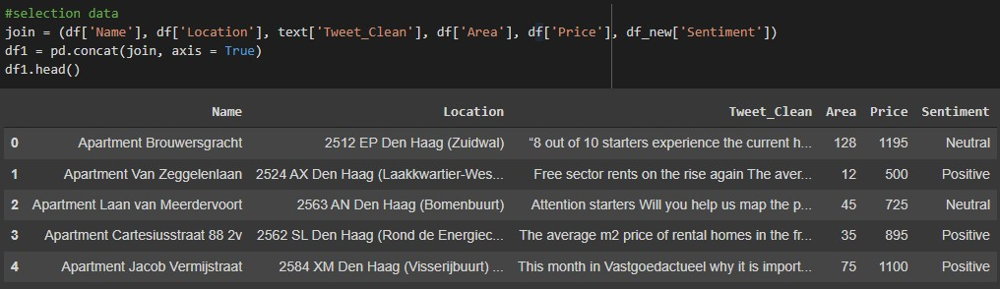 #selection data
join = (df['Name'], df['Location'], text['Tweet_Clean'], df['Area'], df['Price'], df_new['Sentiment'])
df1 = pd.concat(join, axis = True)
df1.head()
Name Location Tweet_Clean Area Price Sentiment
0 Apartment Brouwersgracht 2512 EP Den Haag (Zuidwal) “8 out of 10 starters experience the current h... 128 1195 Neutral
1 Apartment Van Zeggelenlaan 2524 AX Den Haag (Laakkwartier-Wes... Free sector rents on the rise again The aver... 12 500 Positive
2 Apartment Laan van Meerdervoort 2563 AN Den Haag (Bomenbuurt) Attention starters Will you help us map the p... 45 725 Neutral
3 Apartment Cartesiusstraat 88 2v 2562 SL Den Haag (Rond de Energiec... The average m2 price of rental homes in the fr... 35 895 Positive
4 Apartment Jacob Vermijstraat 2584 XM Den Haag (Visserijbuurt) ... This month in Vastgoedactueel why it is import... 75 1100 Positive